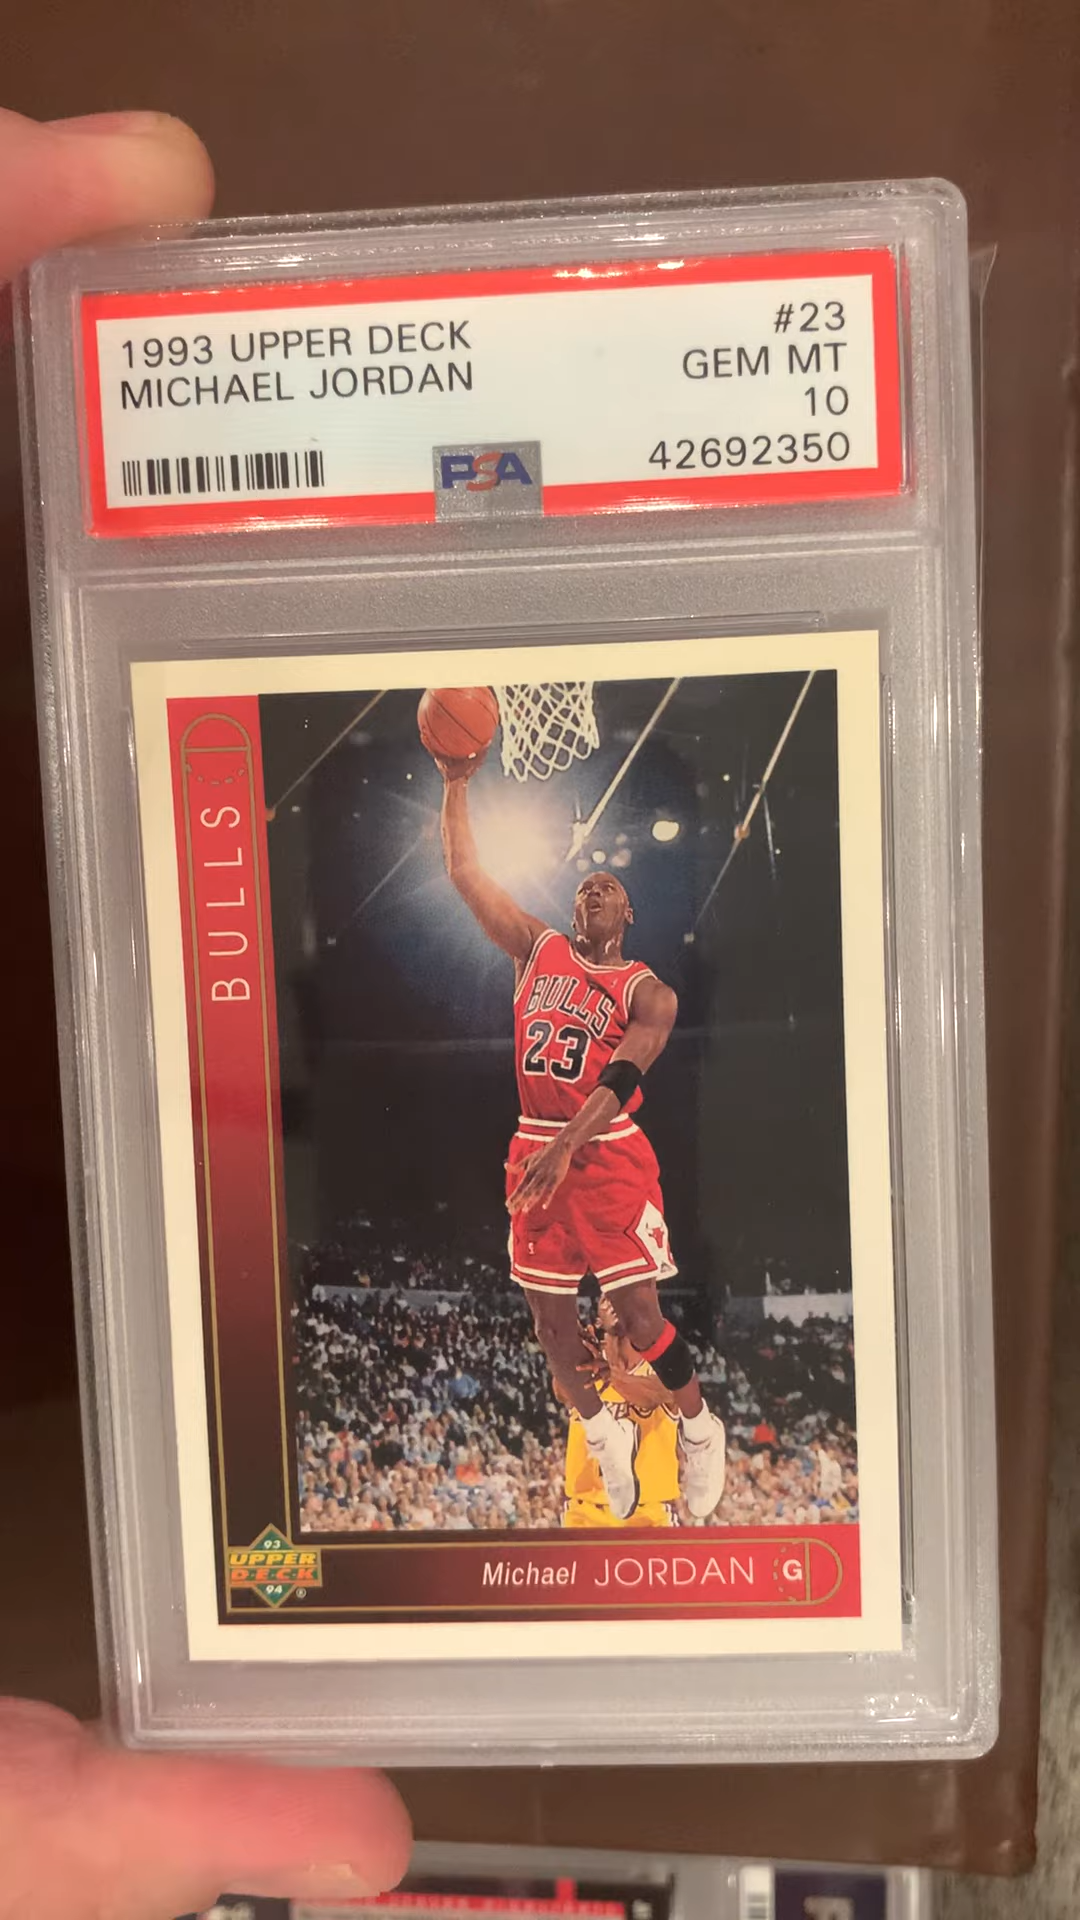 1993 UPPER DECK
MICHAEL JORDAN
#23
GEM MT
10
42692350
PSA
BULLS
BULLS
23
93
UPPER
D·E·C·K
94
®
Michael JORDAN G